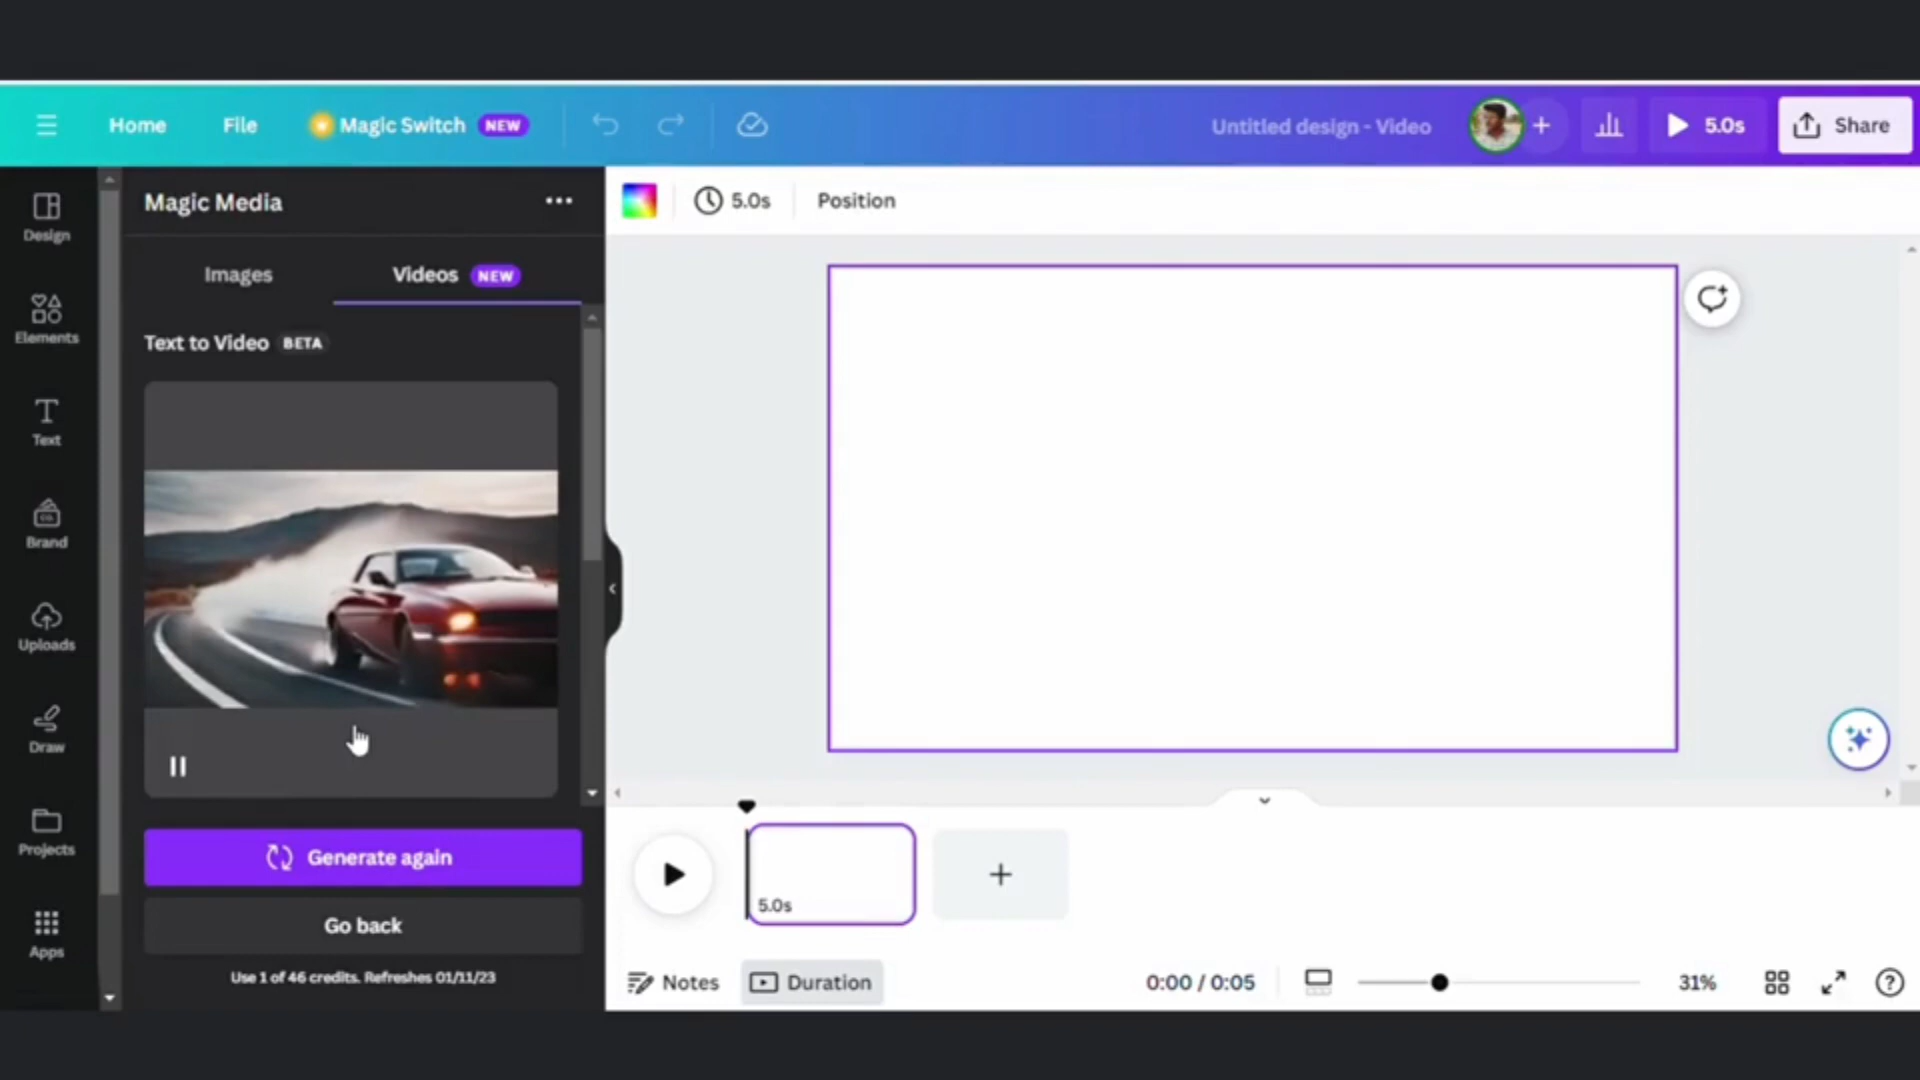 Home
File
Magic Switch NEW
Untitled design - Video
5.0s
Share
Design
Elements
Text
Brand
Uploads
Draw
Projects
Apps
Magic Media
Images
Videos NEW
Text to Video BETA
Generate again
Go back
Use 1 of 46 credits. Refreshes 01/11/23
5.0s
Position
5.0s
Notes
Duration
0:00 / 0:05
31%